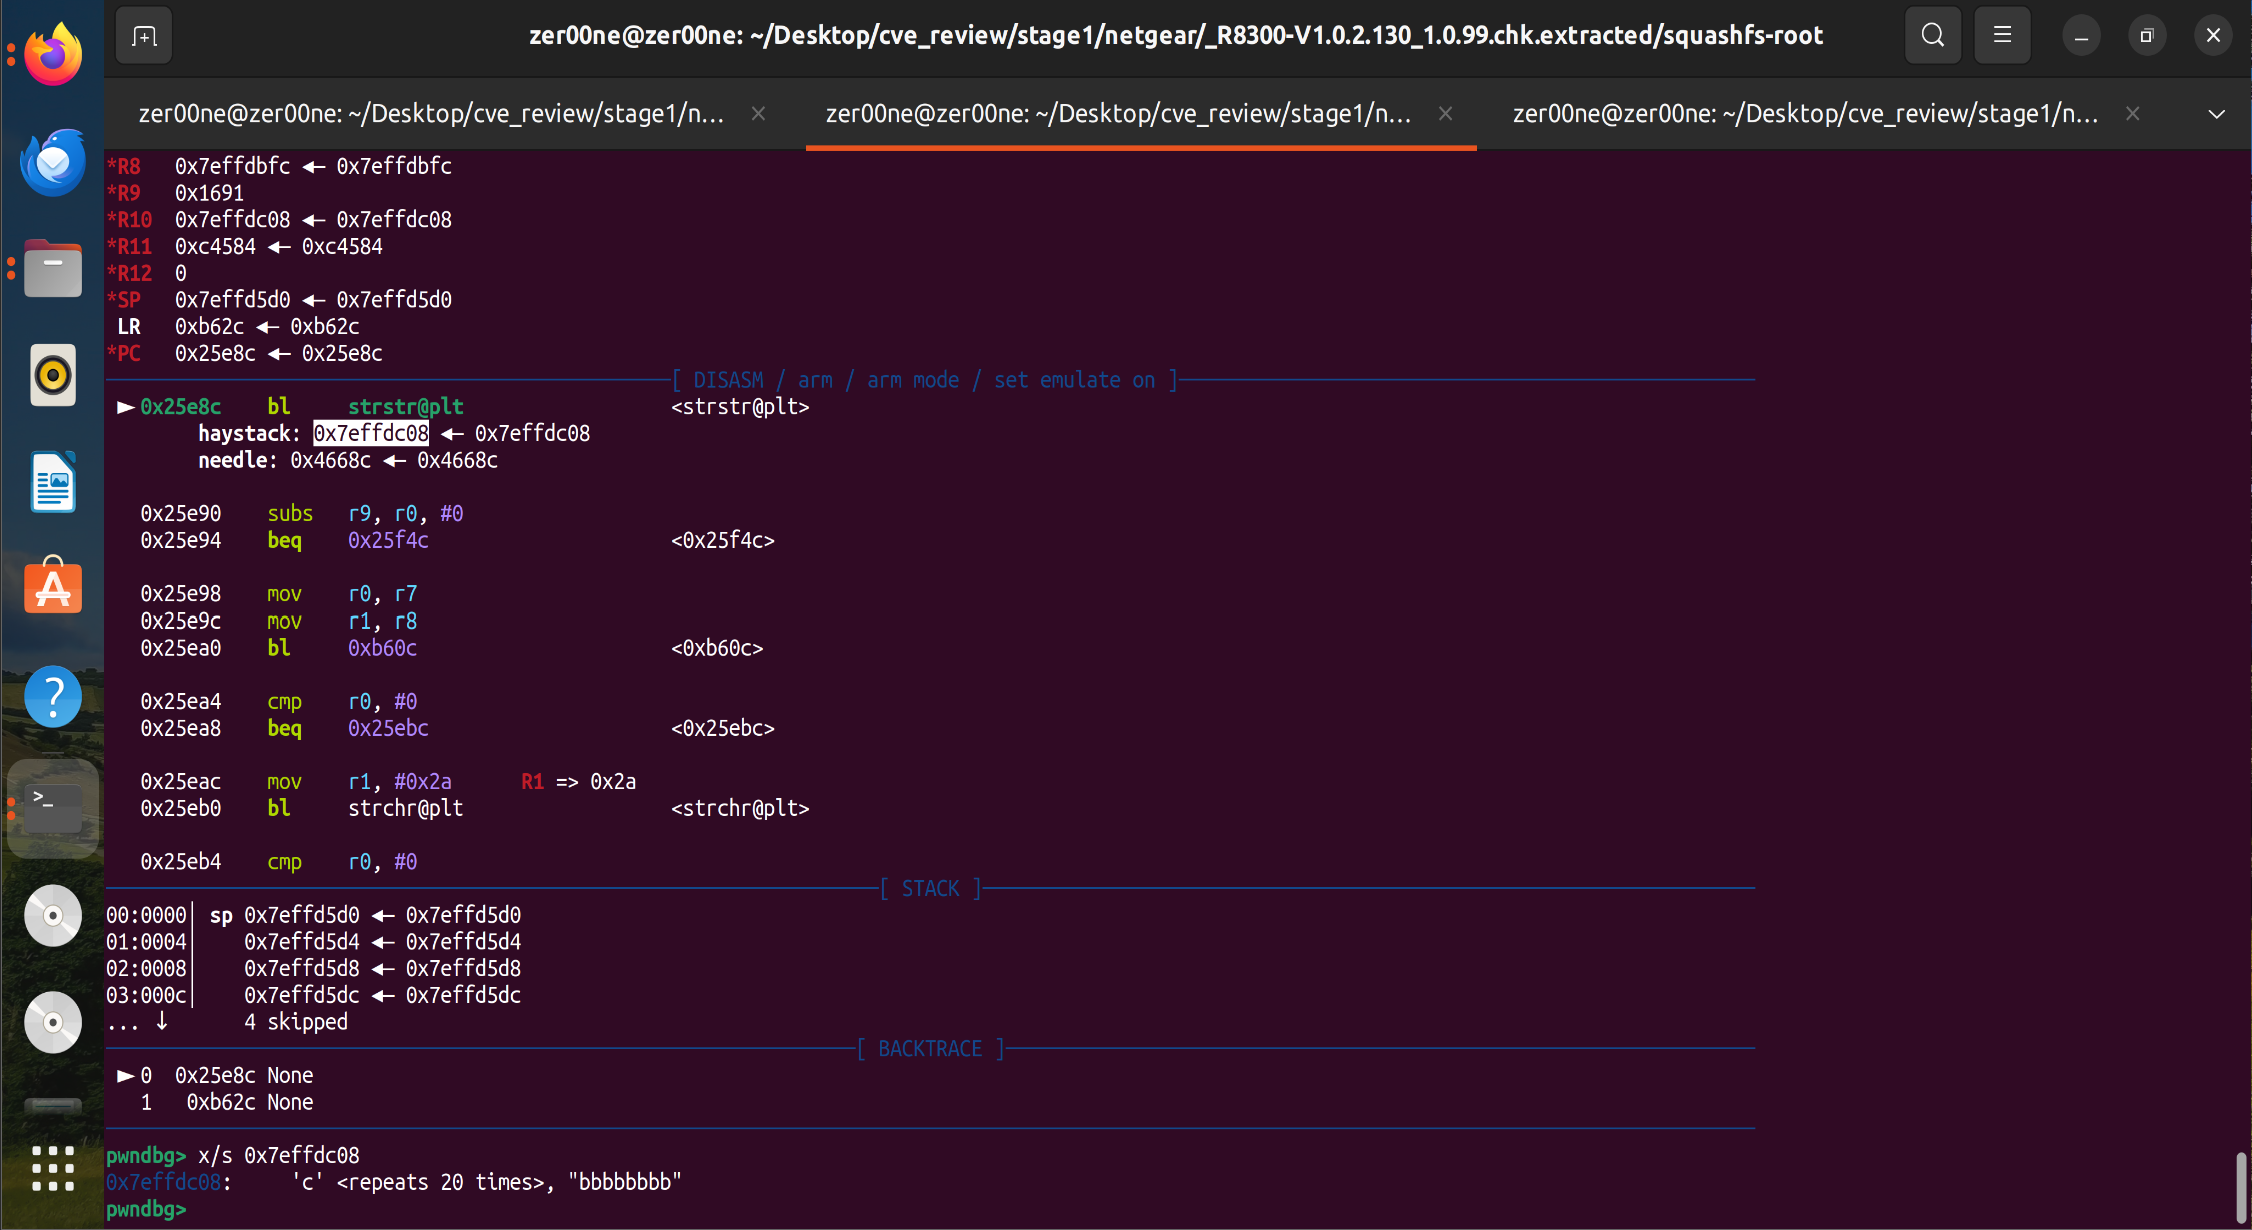 zer00ne@zer00ne: ~/Desktop/cve_review/stage1/netgear/_R8300-V1.0.2.130_1.0.99.chk.extracted/squashfs-root
zer00ne@zer00ne: ~/Desktop/cve_review/stage1/n... × zer00ne@zer00ne: ~/Desktop/cve_review/stage1/n... × zer00ne@zer00ne: ~/Desktop/cve_review/stage1/n... ×
*R8 0x7effdbfc ◂— 0x7effdbfc
*R9 0x1691
*R10 0x7effdc08 ◂— 0x7effdc08
*R11 0xc4584 ◂— 0xc4584
*R12 0
*SP 0x7effd5d0 ◂— 0x7effd5d0
LR 0xb62c ◂— 0xb62c
*PC 0x25e8c ◂— 0x25e8c
[ DISASM / arm / arm mode / set emulate on ]
► 0x25e8c bl strstr@plt <strstr@plt>
haystack: 0x7effdc08 ◂— 0x7effdc08
needle: 0x4668c ◂— 0x4668c
0x25e90 subs r9, r0, #0
0x25e94 beq 0x25f4c <0x25f4c>
0x25e98 mov r0, r7
0x25e9c mov r1, r8
0x25ea0 bl 0xb60c <0xb60c>
0x25ea4 cmp r0, #0
0x25ea8 beq 0x25ebc <0x25ebc>
0x25eac mov r1, #0x2a R1 => 0x2a
0x25eb0 bl strchr@plt <strchr@plt>
0x25eb4 cmp r0, #0
[ STACK ]
00:0000│ sp 0x7effd5d0 ◂— 0x7effd5d0
01:0004│ 0x7effd5d4 ◂— 0x7effd5d4
02:0008│ 0x7effd5d8 ◂— 0x7effd5d8
03:000c│ 0x7effd5dc ◂— 0x7effd5dc
... ↓ 4 skipped
[ BACKTRACE ]
► 0 0x25e8c None
1 0xb62c None
pwndbg> x/s 0x7effdc08
0x7effdc08: 'c' <repeats 20 times>, "bbbbbbbb"
pwndbg>